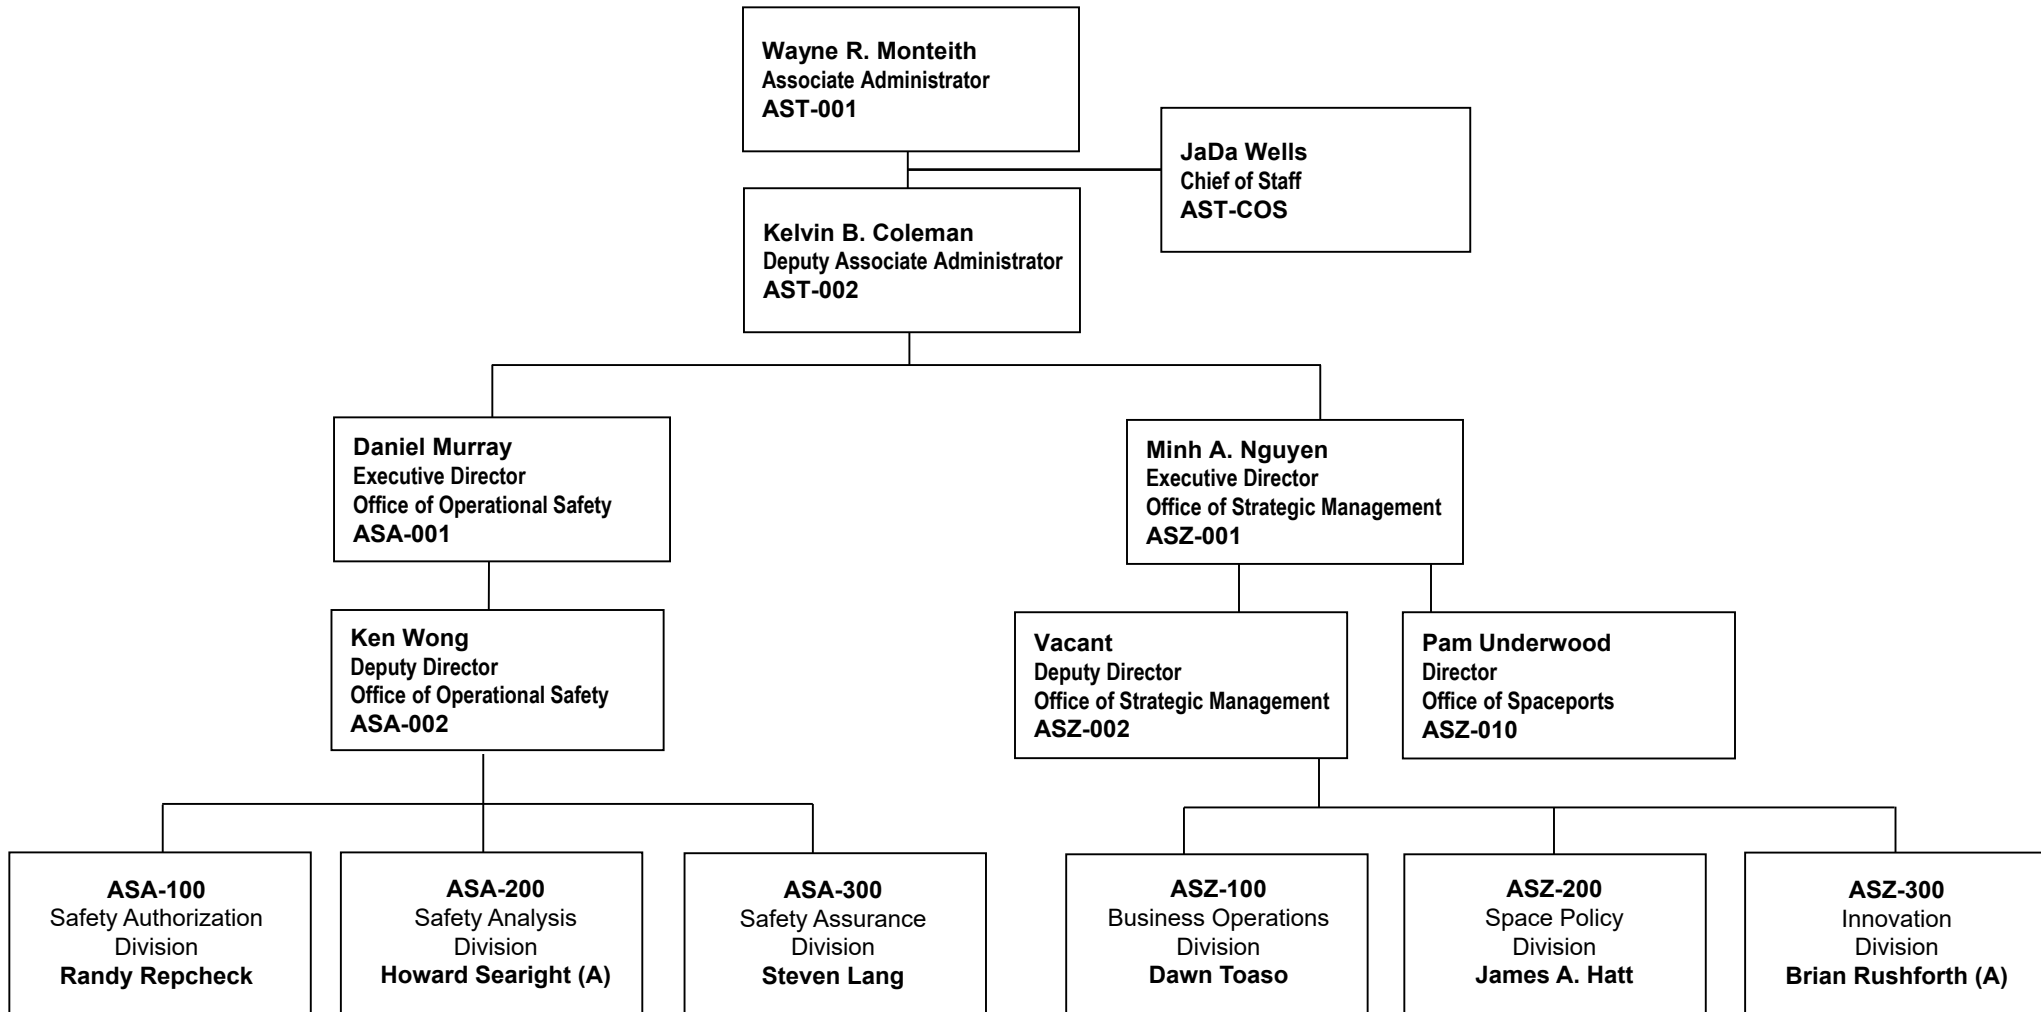 Wayne R. Monteith
Associate Administrator
AST-001
JaDa Wells
Chief of Staff
AST-COS
Kelvin B. Coleman
Deputy Associate Administrator
AST-002
Daniel Murray
Executive Director
Office of Operational Safety
ASA-001
Minh A. Nguyen
Executive Director
Office of Strategic Management
ASZ-001
Ken Wong
Deputy Director
Office of Operational Safety
ASA-002
Vacant
Deputy Director
Office of Strategic Management
ASZ-002
Pam Underwood
Director
Office of Spaceports
ASZ-010
ASA-100
Safety Authorization
Division
Randy Repcheck
ASA-200
Safety Analysis
Division
Howard Searight (A)
ASA-300
Safety Assurance
Division
Steven Lang
ASZ-100
Business Operations
Division
Dawn Toaso
ASZ-200
Space Policy
Division
James A. Hatt
ASZ-300
Innovation
Division
Brian Rushforth (A)